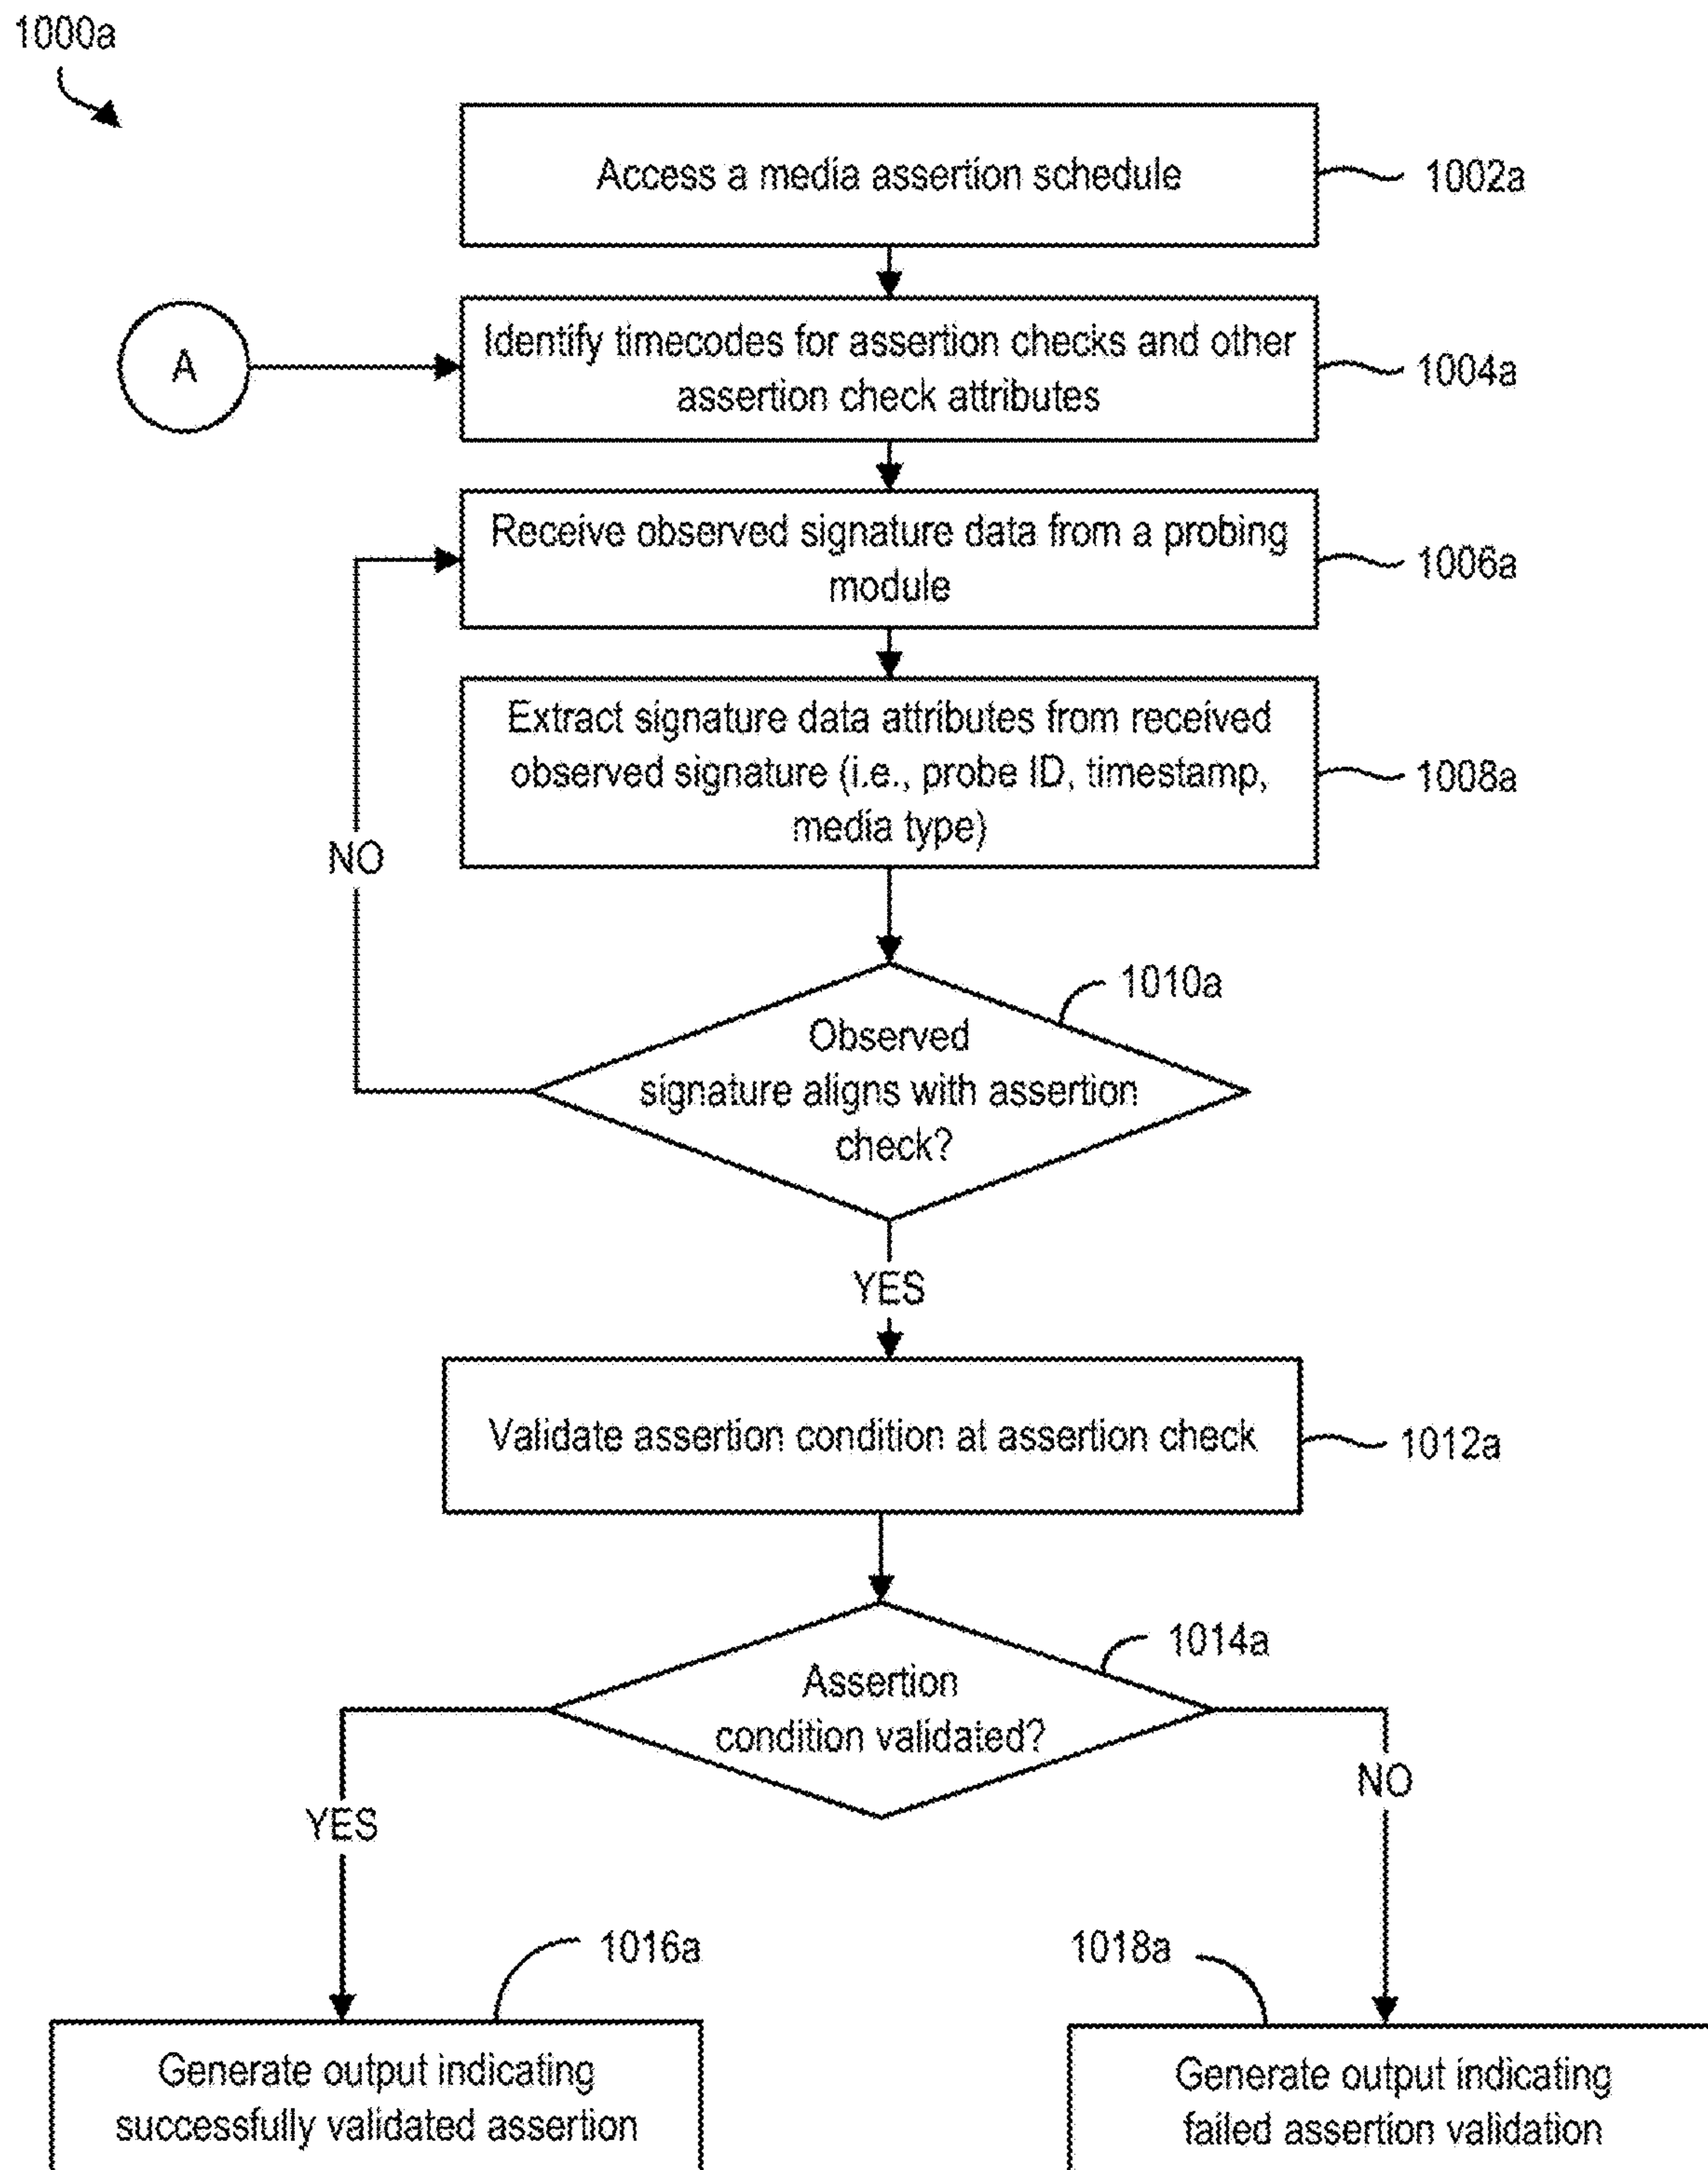 1000a
Access a media assertion schedule
1002a
A
Identify timecodes for assertion checks and other
assertion check attributes
1004a
Receive observed signature data from a probing
module
1006a
Extract signature data attributes from received
observed signature (i.e., probe ID, timestamp,
media type)
1008a
NO
1010a
Observed
signature aligns with assertion
check?
YES
Validate assertion condition at assertion check
1012a
1014a
Assertion
condition validated?
YES
NO
1016a
1018a
Generate output indicating
successfully validated assertion
Generate output indicating
failed assertion validation